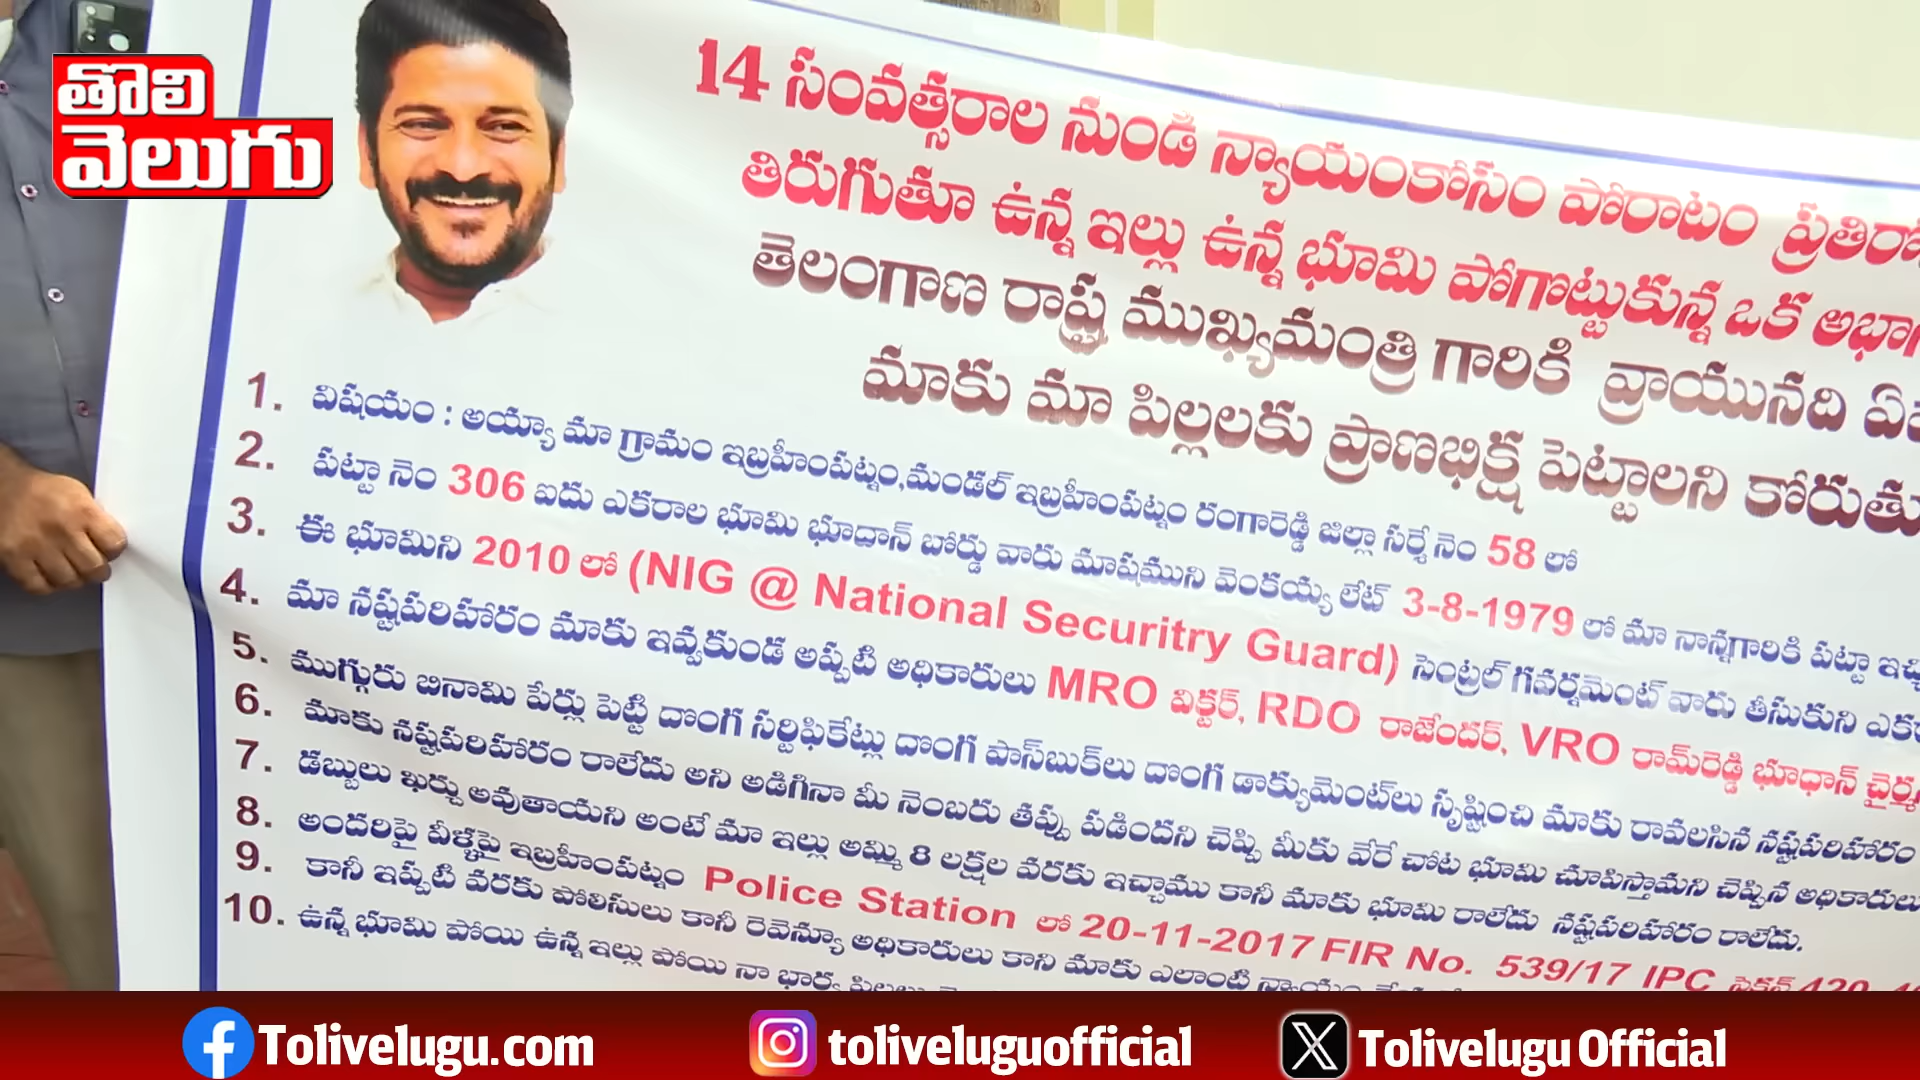 తొలి
వెలుగు
14 సంవత్సరాల నుండి న్యాయంకోసం పోరాటం
తిరుగుతూ ఉన్న ఇల్లు ఉన్న భూమి పోగొట్టుకున్న ఒక
తెలంగాణ రాష్ట్ర ముఖ్యమంత్రి గారికి వ్రాయునది
మాకు మా పిల్లలకు ప్రాణభిక్ష పెట్టాలని
1. విషయం : అయ్యా మా గ్రామం ఇబ్రహీంపట్నం,మండల్ ఇబ్రహీంపట్నం రంగారెడ్డి జిల్లా సర్వే నెం 58 లో
2. పట్టా నెం 306 ఐదు ఎకరాల భూమి భూదాన్ బోర్డు వారు మాషముని వెంకయ్య లేట్ 3-8-1979 లో మా నాన్నగారికి పట్టా
3. ఈ భూమిని 2010 లో (NIG @ National Securitry Guard) సెంట్రల్ గవర్నమెంట్ వారు తీసుకుని
4. మా నష్టపరిహారం మాకు ఇవ్వకుండ అప్పటి అధికారులు MRO విక్టర్, RDO రాజేందర్, VRO రామ్‌రెడ్డి భూధాన్
5. ముగ్గురు బినామి పేర్లు పెట్టి దొంగ సర్టిఫికేట్లు దొంగ పాస్‌బుక్‌లు దొంగ డాక్యుమెంట్‌లు సృష్టించి మాకు రావలసిన నష్టపరిహారం
6. మాకు నష్టపరిహారం రాలేదు అని అడిగినా మీ నెంబరు తప్పు పడిందని చెప్పి మీకు వేరే చోట భూమి చూపిస్తామని చెప్పిన అధికారులు
7. డబ్బులు ఖర్చు అవుతాయని అంటే మా ఇల్లు అమ్మి 8 లక్షల వరకు ఇచ్చాము కానీ మాకు భూమి రాలేదు నష్టపరిహారం రాలేదు.
8. అందరిపై వీళ్ళపై ఇబ్రహీంపట్నం Police Station లో 20-11-2017 FIR No. 539/17 IPC
9. కానీ ఇప్పటి వరకు పోలీసులు కానీ రెవెన్యూ అధికారులు కాని మాకు ఎలాంటి
10. ఉన్న భూమి పోయి ఉన్న ఇల్లు పోయి నా భార్య
Tolivelugu.com
toliveluguofficial
Tolivelugu Official